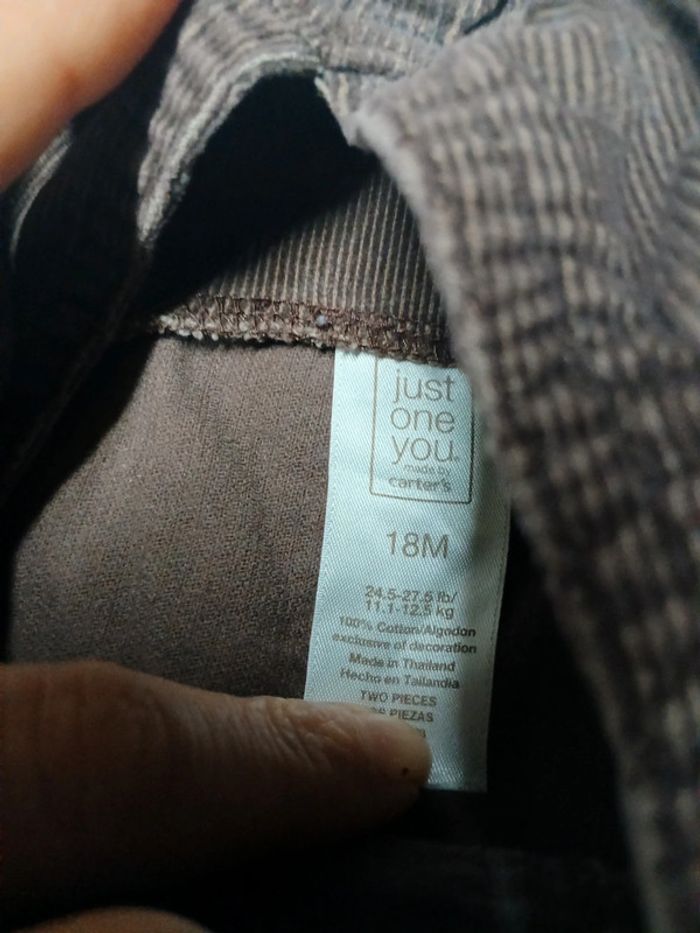 just
one
you
made by
carter's
18M
24.5-27.5 lb/
11.1-12.5 kg
100% Cotton/Algodon
exclusive of decoration
Made in Thailand
Hecho en Tailandia
TWO PIECES
PIEZAS